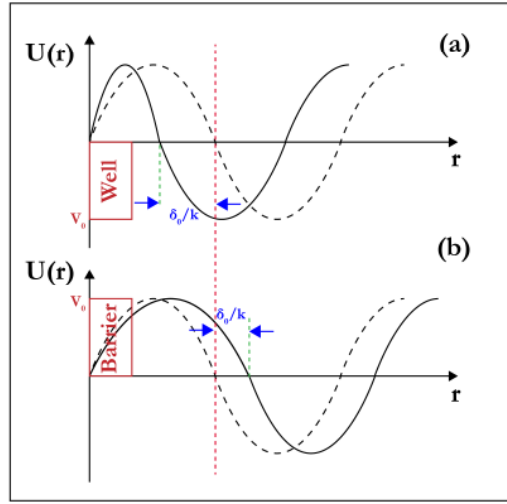 U(r)
(a)
Well
r
V₀
δ₀/k
(b)
U(r)
V₀
Barrier
δ₀/k
r